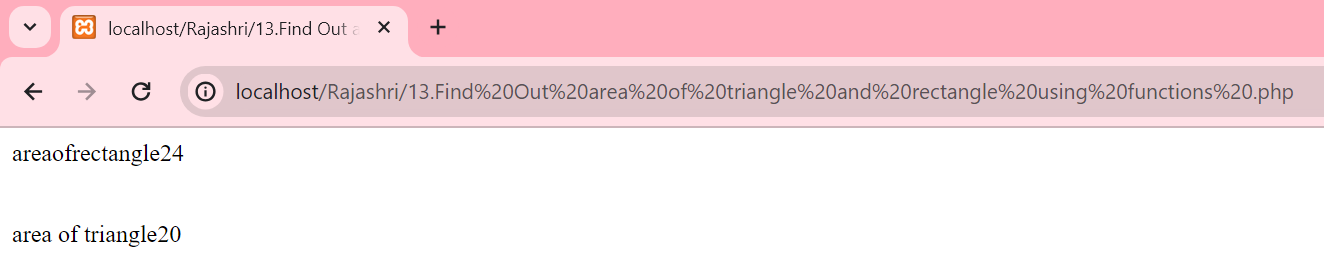 localhost/Rajashri/13.Find Out
localhost/Rajashri/13.Find%20Out%20area%20of%20triangle%20and%20rectangle%20using%20functions%20.php
areaofrectangle24
area of triangle20